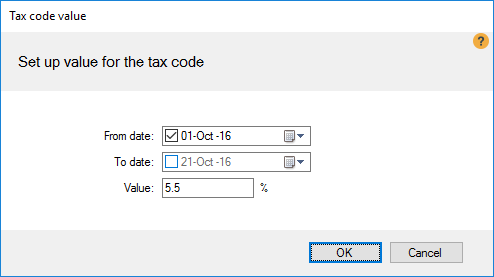 Tax code value
?
Set up value for the tax code
From date: 01-Oct -16
To date: 21-Oct -16
Value: 5.5 %
OK Cancel